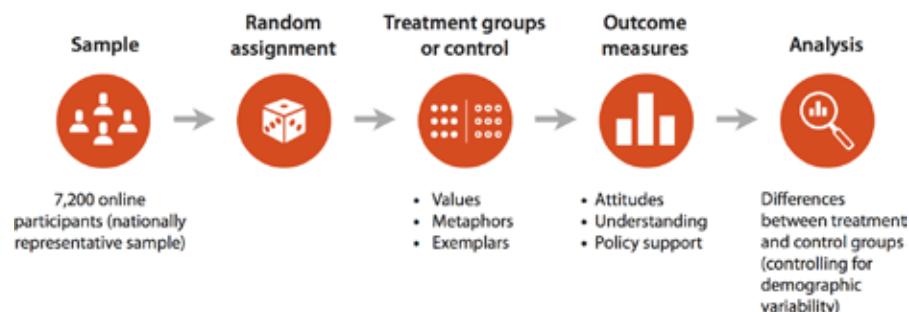 Sample
7,200 online
participants (nationally
representative sample)
Random
assignment
Treatment groups
or control
• Values
• Metaphors
• Exemplars
Outcome
measures
• Attitudes
• Understanding
• Policy support
Analysis
Differences
between treatment
and control groups
(controlling for
demographic
variability)